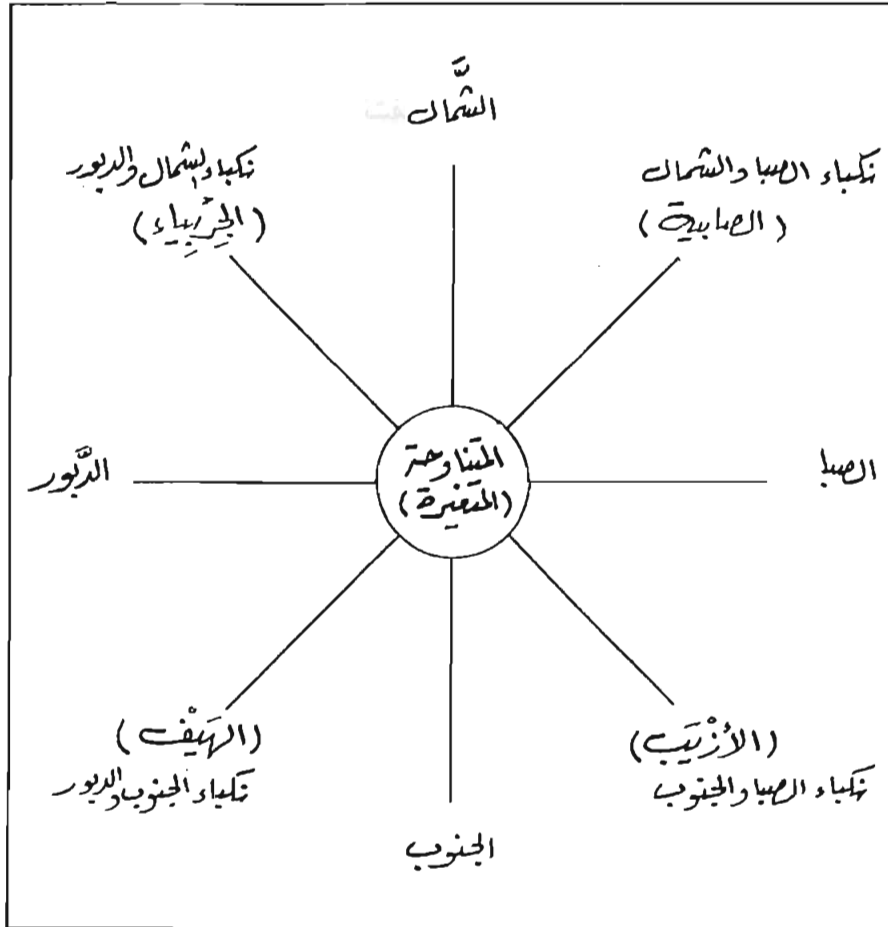 الشَّمال
نكباء الصبا والشمال
(الصابية)
نكباء الشمال والدبور
(الجِرْبِياء)
الصبا
المتناوحة
(المتغيرة)
الدَّبور
(الأزْيَب)
نكباء الصبا والجنوب
(الهَيْف)
نكباء الجنوب والدبور
الجنوب